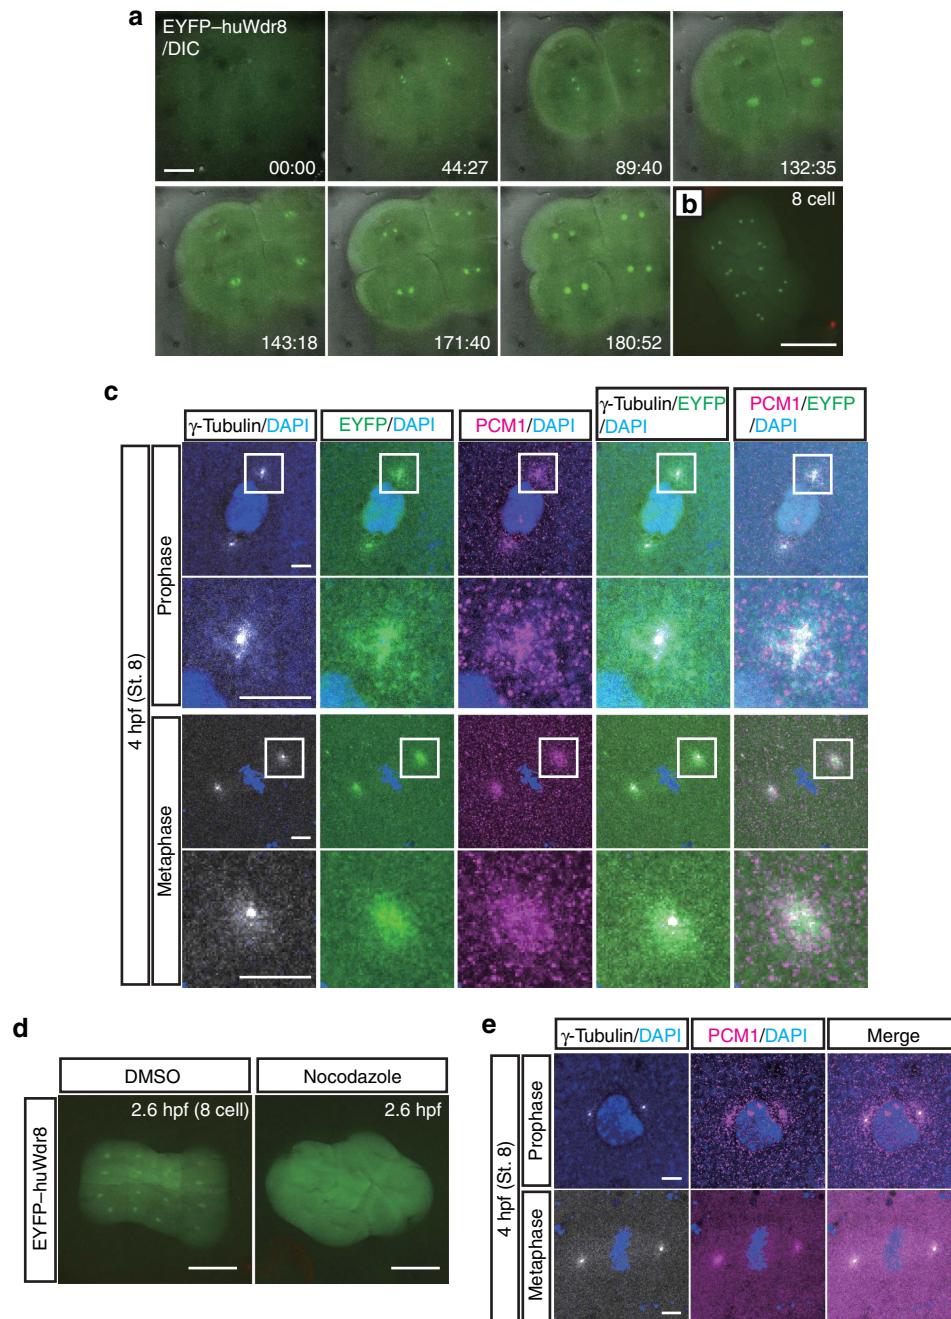 a
EYFP–huWdr8
/DIC
00:00
44:27
89:40
132:35
143:18
171:40
180:52
b
8 cell
c
γ-Tubulin/DAPI
EYFP/DAPI
PCM1/DAPI
γ-Tubulin/EYFP
/DAPI
PCM1/EYFP
/DAPI
4 hpf (St. 8)
Prophase
Metaphase
d
DMSO
Nocodazole
EYFP–huWdr8
2.6 hpf (8 cell)
2.6 hpf
e
γ-Tubulin/DAPI
PCM1/DAPI
Merge
4 hpf (St. 8)
Prophase
Metaphase